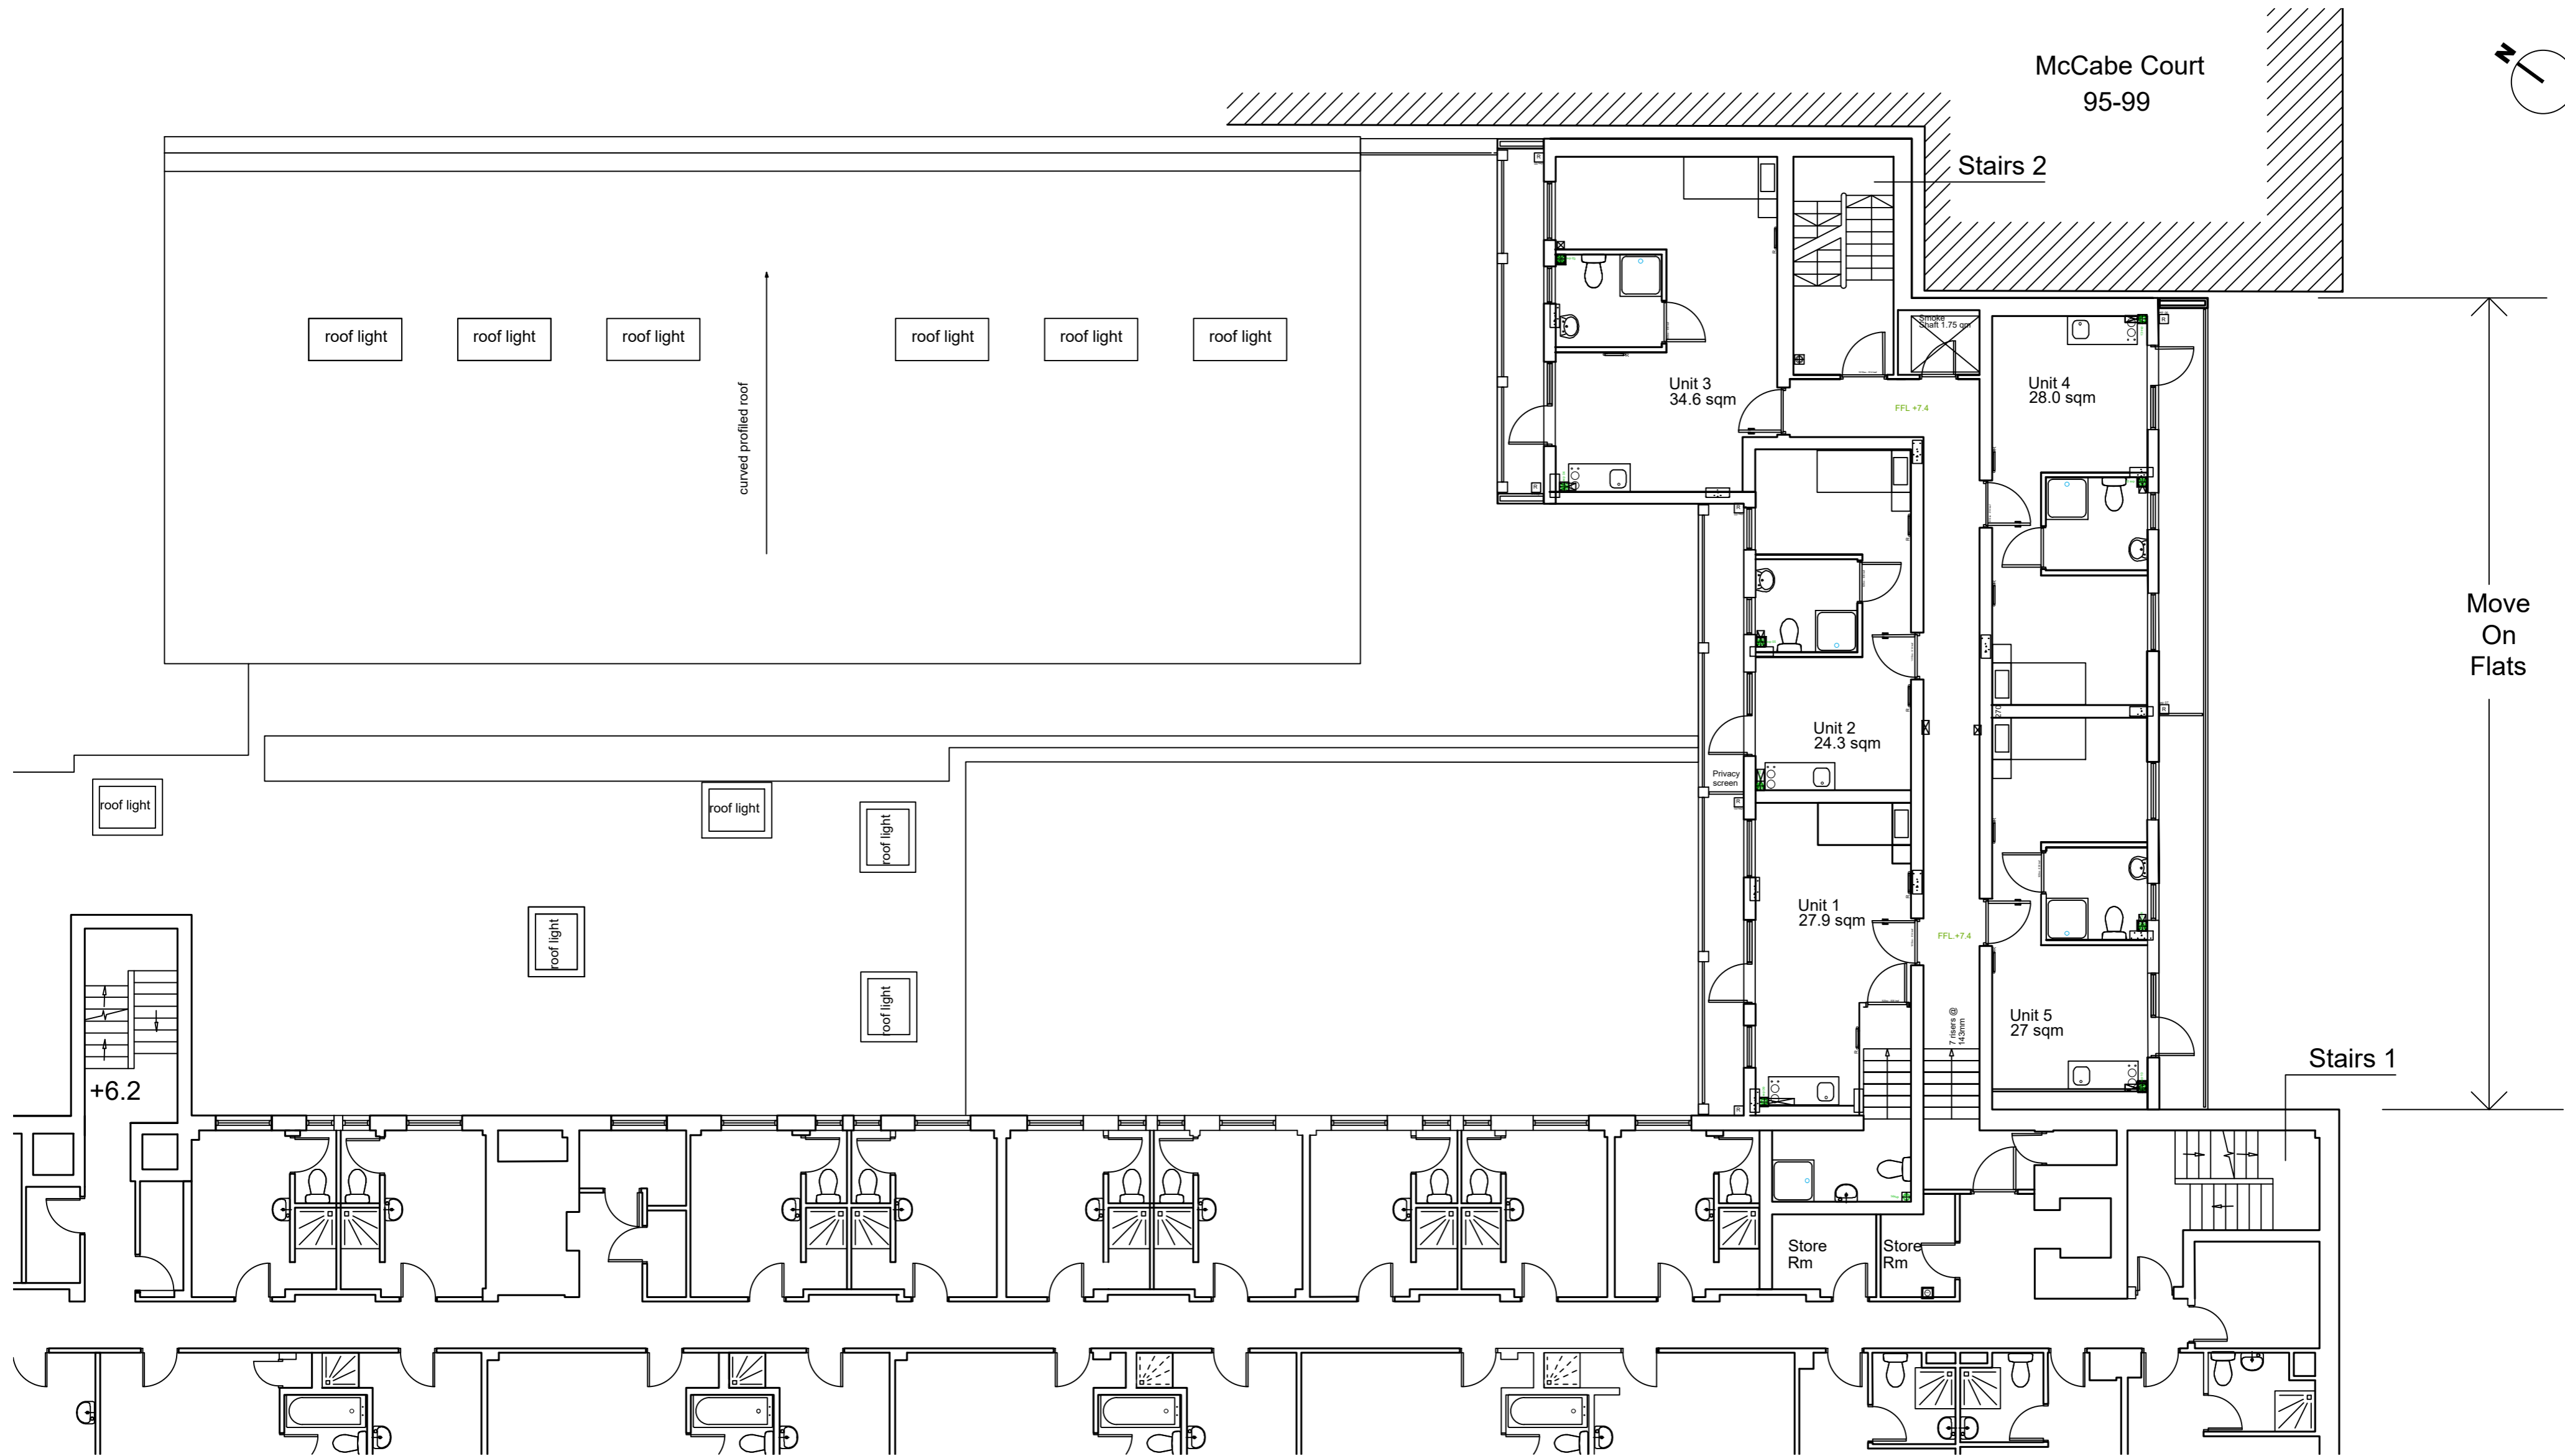 N
McCabe Court
95-99
Stairs 2
Smoke
Shaft 1.75 qm
roof light
roof light
roof light
roof light
roof light
roof light
curved profiled roof
Unit 3
34.6 sqm
Unit 4
28.0 sqm
FFL +7.4
Move
On
Flats
270
Unit 2
24.3 sqm
Privacy
screen
roof light
roof light
roof light
roof light
roof light
Unit 1
27.9 sqm
FFL +7.4
7 risers @
143mm
Unit 5
27 sqm
Stairs 1
+6.2
Store
Rm
Store
Rm